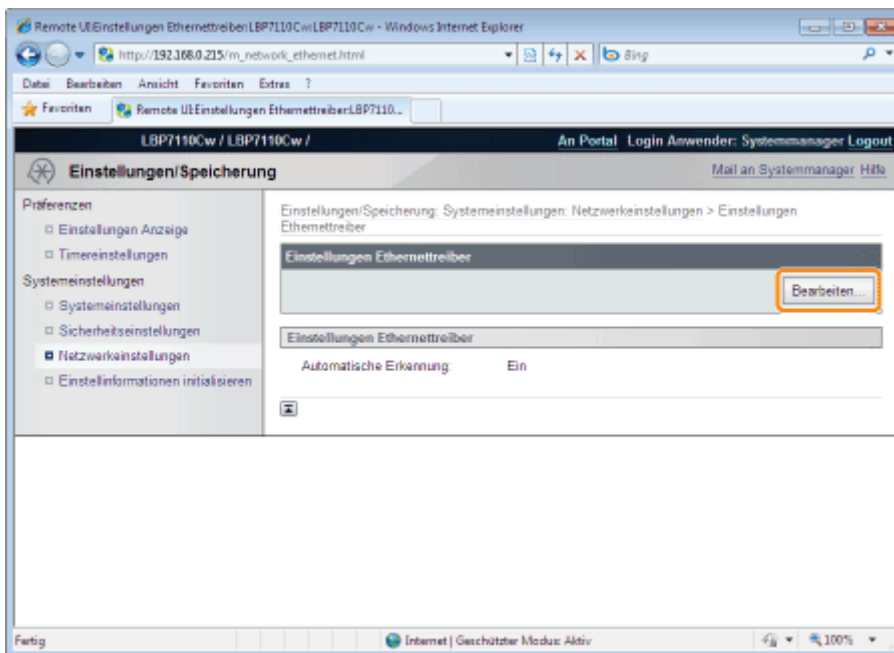 Remote UI:Einstellungen Ethernettreiber:LBP7110Cw:LBP7110Cw - Windows Internet Explorer
http://192.168.0.215/m_network_ethernet.html
Bing
Datei Bearbeiten Ansicht Favoriten Extras ?
Favoriten Remote UI:Einstellungen Ethernettreiber:LBP7110...
LBP7110Cw / LBP7110Cw / An Portal Login Anwender: Systemmanager Logout
Einstellungen/Speicherung Mail an Systemmanager Hilfe
Präferenzen
Einstellungen Anzeige
Timereinstellungen
Systemeinstellungen
Systemeinstellungen
Sicherheitseinstellungen
Netzwerkeinstellungen
Einstellinformationen initialisieren
Einstellungen/Speicherung: Systemeinstellungen: Netzwerkeinstellungen > Einstellungen
Ethernettreiber
Einstellungen Ethernettreiber
Bearbeiten...
Einstellungen Ethernettreiber
Automatische Erkennung: Ein
Fertig Internet | Geschützter Modus: Aktiv 100%